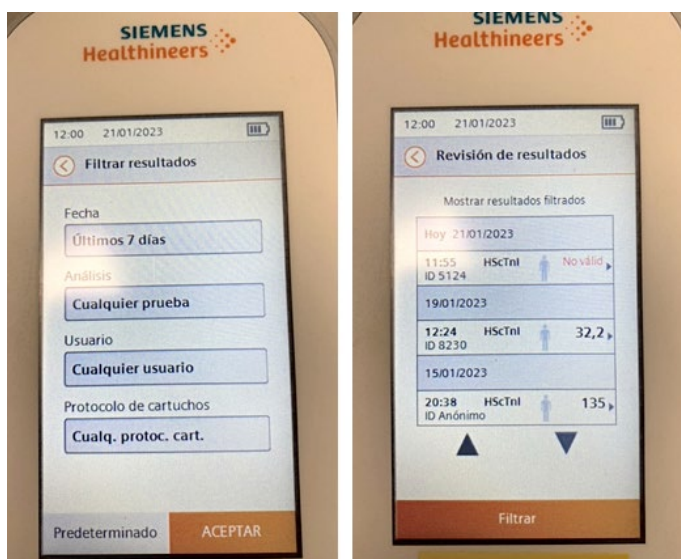 SIEMENS
Healthineers
12:00 21/01/2023
Filtrar resultados
Fecha
Últimos 7 días
Análisis
Cualquier prueba
Usuario
Cualquier usuario
Protocolo de cartuchos
Cualq. protoc. cart.
Predeterminado ACEPTAR
SIEMENS
Healthineers
12:00 21/01/2023
Revisión de resultados
Mostrar resultados filtrados
Hoy 21/01/2023
11:55 HScTnI No válid
ID 5124
19/01/2023
12:24 HScTnI 32,2
ID 8230
15/01/2023
20:38 HScTnI 135
ID Anónimo
Filtrar